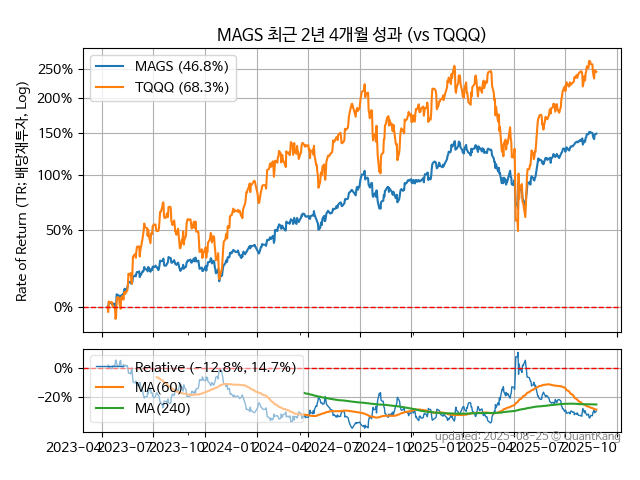 MAGS 최근 2년 4개월 성과 (vs TQQQ)
MAGS (46.8%)
TQQQ (68.3%)
Rate of Return (TR: 배당재투자, Log)
250%
200%
150%
100%
50%
0%
Relative (−12.8%, 14.7%)
MA(60)
MA(240)
0%
−20%
2023-04
2023-07
2023-10
2024-01
2024-04
2024-07
2024-10
2025-01
2025-04
2025-07
2025-10
updated: 2025-08-25 © QuantKang